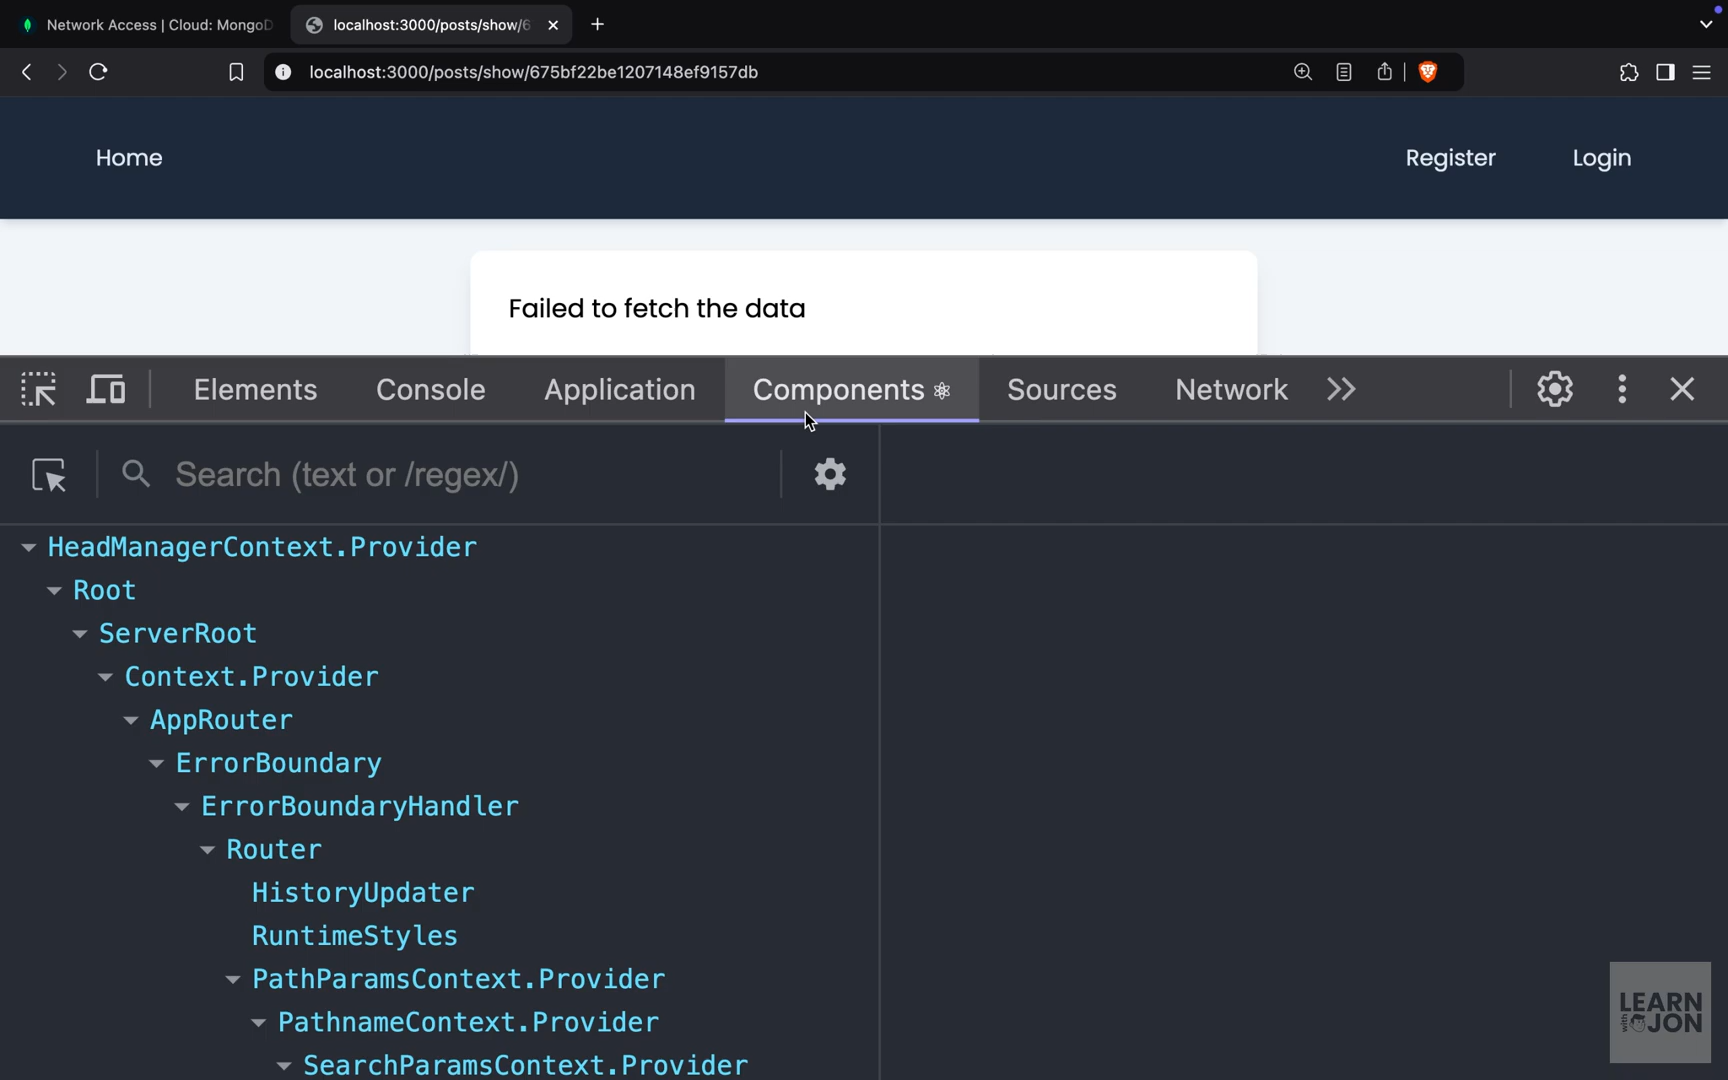 Network Access | Cloud: MongoD
localhost:3000/posts/show/6
localhost:3000/posts/show/675bf22be1207148ef9157db
Home
Register
Login
Failed to fetch the data
Elements
Console
Application
Components
Sources
Network
Search (text or /regex/)
HeadManagerContext.Provider
Root
ServerRoot
Context.Provider
AppRouter
ErrorBoundary
ErrorBoundaryHandler
Router
HistoryUpdater
RuntimeStyles
PathParamsContext.Provider
PathnameContext.Provider
SearchParamsContext.Provider
LEARN
with JON